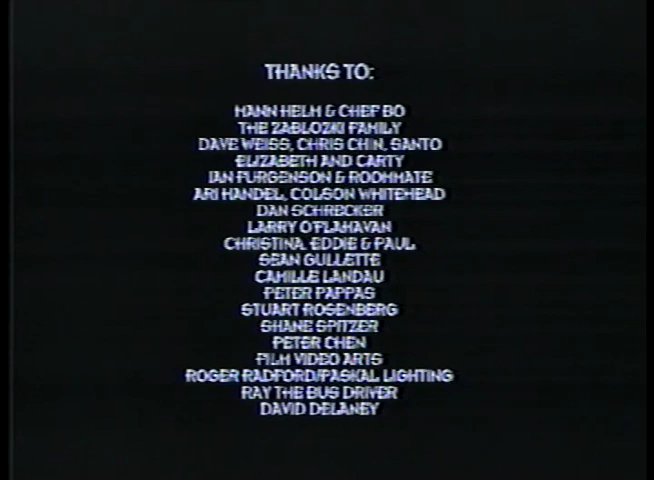 THANKS TO:
MANN HELM & CHEF BO
THE ZABLOZKI FAMILY
DAVE WEISS, CHRIS CHIN, SANTO
ELIZABETH AND CARTY
IAN FURGENSON & ROOMMATE
ARI HANDEL, COLSON WHITEHEAD
DAN SCHRECKER
LARRY O'FLAHAVAN
CHRISTINA, EDDIE & PAUL
SEAN GULLETTE
CAMILLE LANDAU
PETER PAPPAS
STUART ROSENBERG
SHANE SPITZER
PETER CHEN
FILM VIDEO ARTS
ROGER RADFORD/PASKAL LIGHTING
RAY THE BUS DRIVER
DAVID DELANEY